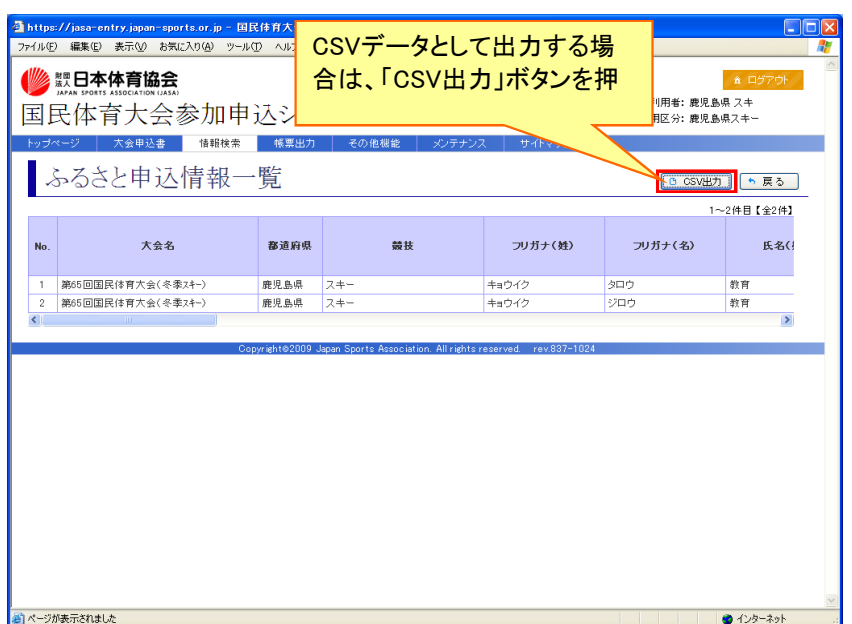 https://jasa-entry.japan-sports.or.jp - 国民体育大
ファイル(F) 編集(E) 表示(V) お気に入り(A) ツール(T) ヘル
CSVデータとして出力する場
合は、「CSV出力」ボタンを押
財団法人 日本体育協会
JAPAN SPORTS ASSOCIATION (JASA)
ログアウト
国民体育大会参加申込シ
利用者: 鹿児島県 スキ
用区分: 鹿児島県スキー
トップページ 大会申込書 情報検索 帳票出力 その他機能 メンテナンス サイトマ
ふるさと申込情報一覧
CSV出力 戻る
1～2件目【全2件】
No. 大会名 都道府県 競技 フリガナ(姓) フリガナ(名) 氏名(
1 第65回国民体育大会(冬季スキー) 鹿児島県 スキー キョウイク タロウ 教育
2 第65回国民体育大会(冬季スキー) 鹿児島県 スキー キョウイク ジロウ 教育
Copyright©2009 Japan Sports Association. All rights reserved. rev.837-1024
ページが表示されました インターネット